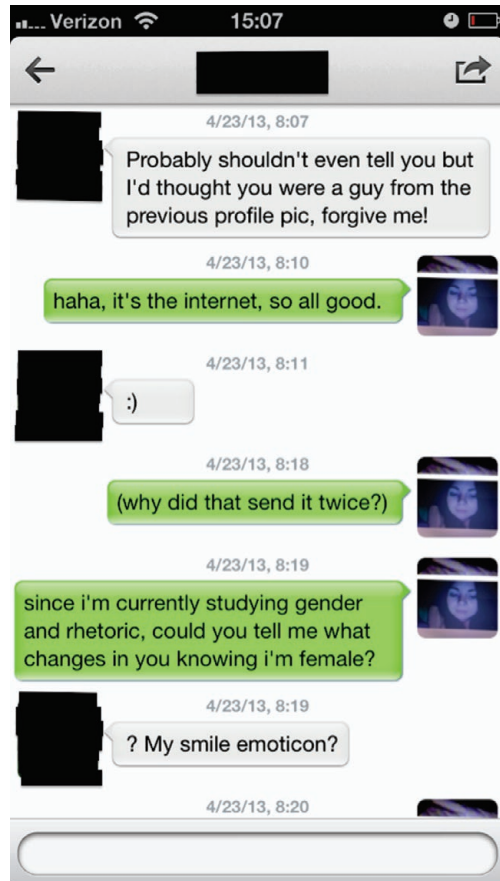 Verizon 15:07
4/23/13, 8:07
Probably shouldn't even tell you but
I'd thought you were a guy from the
previous profile pic, forgive me!
4/23/13, 8:10
haha, it's the internet, so all good.
4/23/13, 8:11
:)
4/23/13, 8:18
(why did that send it twice?)
4/23/13, 8:19
since i'm currently studying gender
and rhetoric, could you tell me what
changes in you knowing i'm female?
4/23/13, 8:19
? My smile emoticon?
4/23/13, 8:20